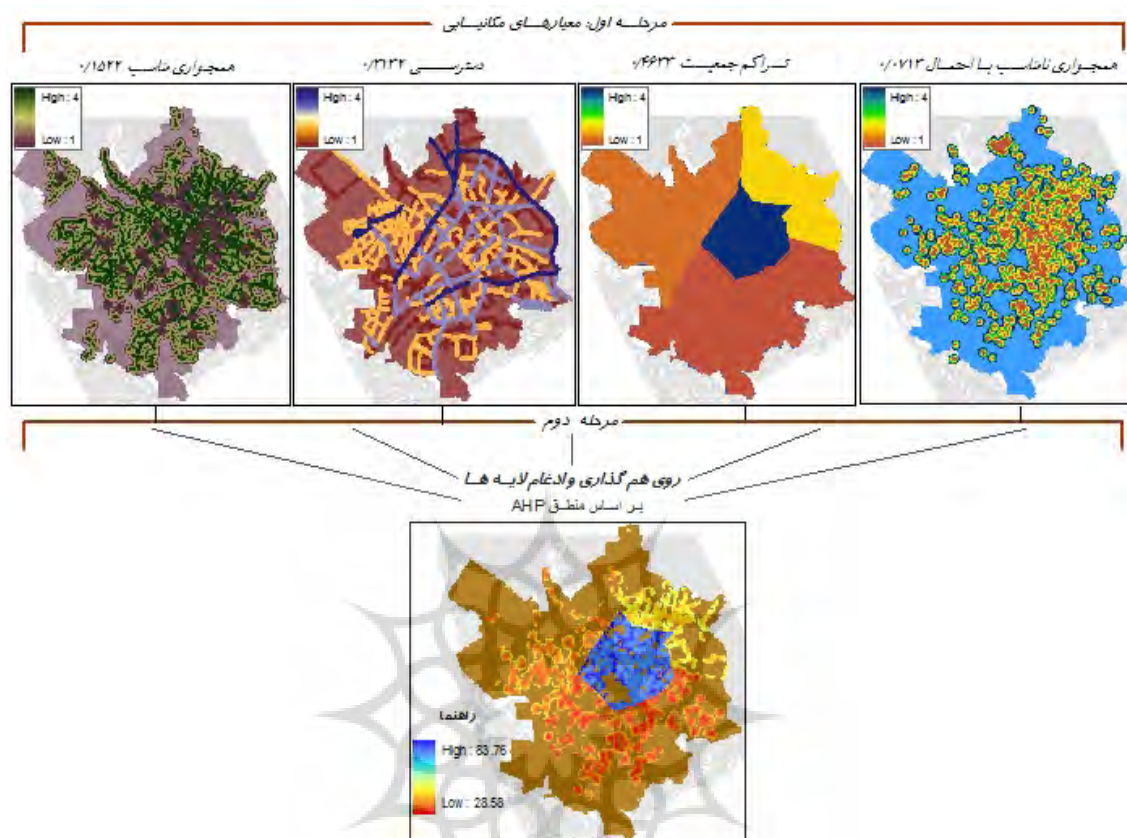 مرحله اول: معیارهای مکانیابی
همجواری نامناسب با احتمال ۰/۰۷۱۳
تراکم جمعیت ۰/۴۶۳۳
دسترسی ۰/۳۱۳۲
همجواری مناسب ۰/۱۵۲۲
High : 4
Low : 1
High : 4
Low : 1
High : 4
Low : 1
High : 4
Low : 1
مرحله دوم
روی هم گذاری وادغام لایه ها
بر اساس منطق AHP
راهنما
High : 83.76
Low : 28.58